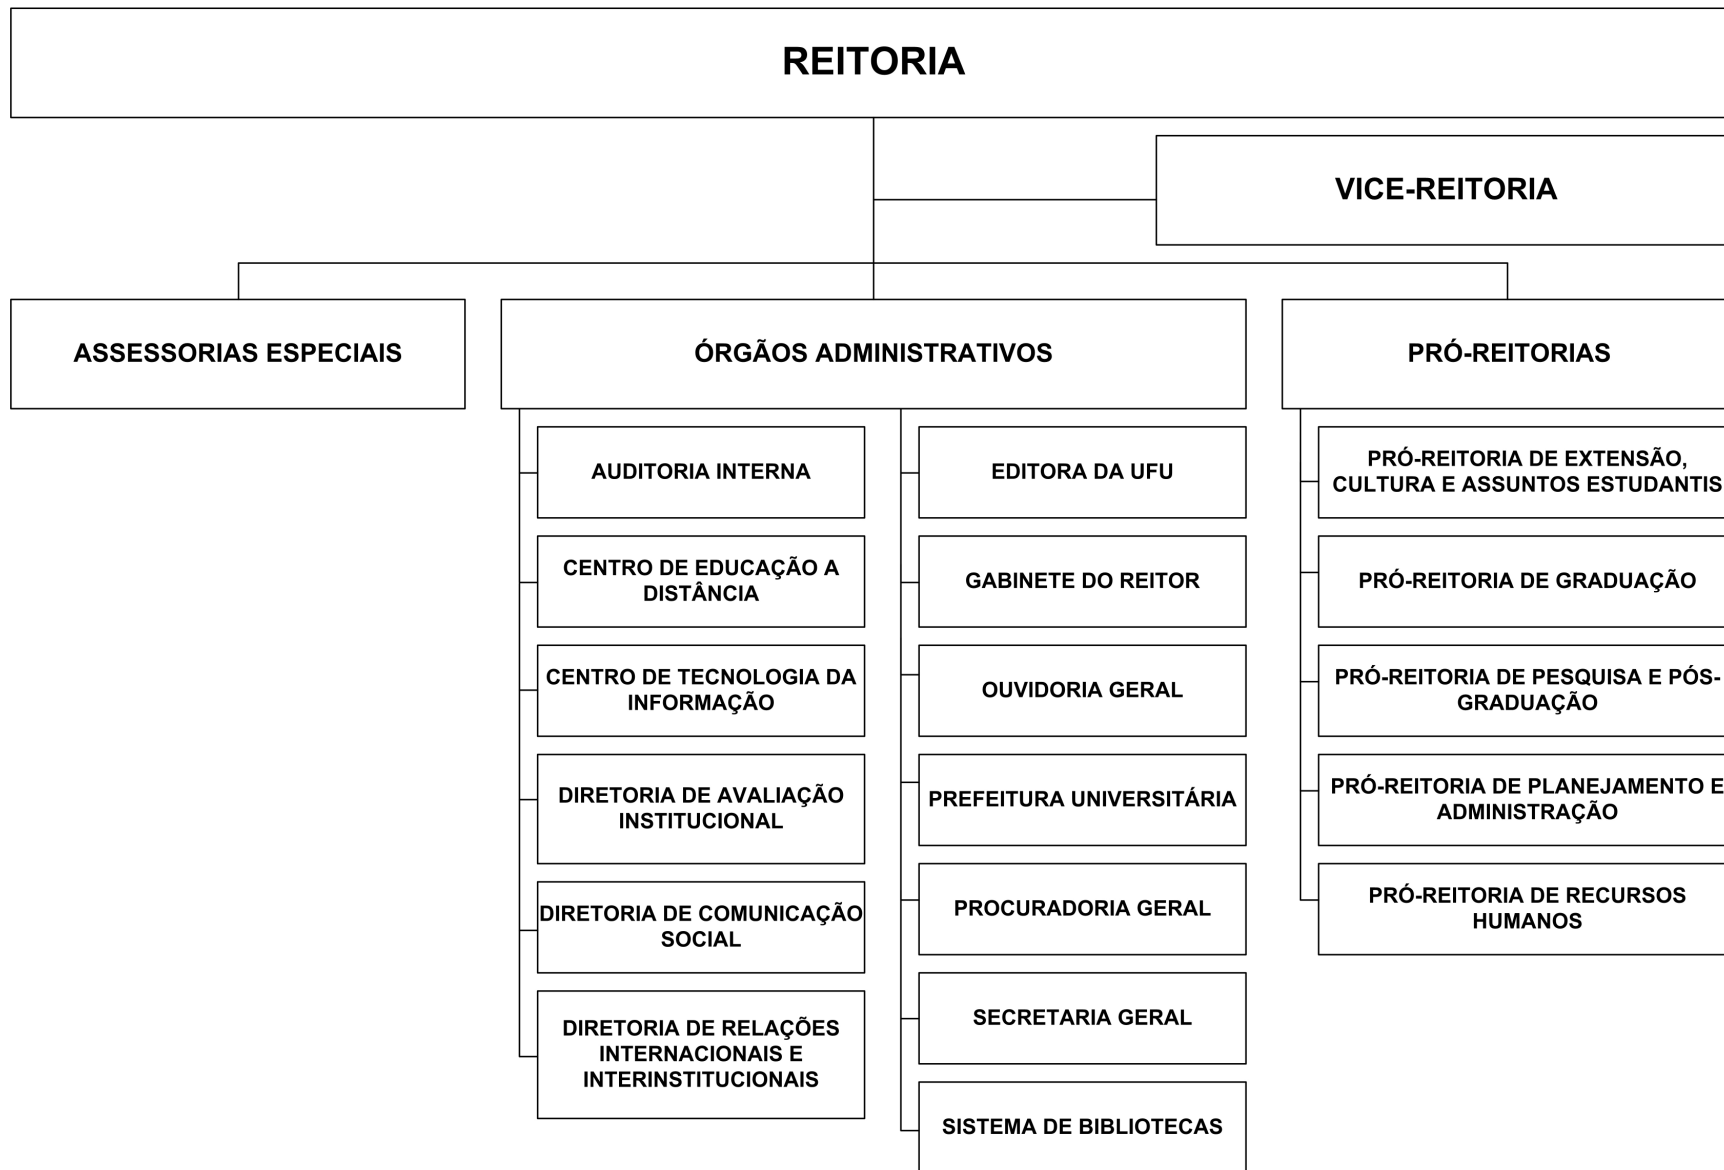 REITORIA
VICE-REITORIA
ASSESSORIAS ESPECIAIS
ÓRGÃOS ADMINISTRATIVOS
PRÓ-REITORIAS
AUDITORIA INTERNA
CENTRO DE EDUCAÇÃO A
DISTÂNCIA
CENTRO DE TECNOLOGIA DA
INFORMAÇÃO
DIRETORIA DE AVALIAÇÃO
INSTITUCIONAL
DIRETORIA DE COMUNICAÇÃO
SOCIAL
DIRETORIA DE RELAÇÕES
INTERNACIONAIS E
INTERINSTITUCIONAIS
EDITORA DA UFU
GABINETE DO REITOR
OUVIDORIA GERAL
PREFEITURA UNIVERSITÁRIA
PROCURADORIA GERAL
SECRETARIA GERAL
SISTEMA DE BIBLIOTECAS
PRÓ-REITORIA DE EXTENSÃO,
CULTURA E ASSUNTOS ESTUDANTIS
PRÓ-REITORIA DE GRADUAÇÃO
PRÓ-REITORIA DE PESQUISA E PÓS-
GRADUAÇÃO
PRÓ-REITORIA DE PLANEJAMENTO E
ADMINISTRAÇÃO
PRÓ-REITORIA DE RECURSOS
HUMANOS